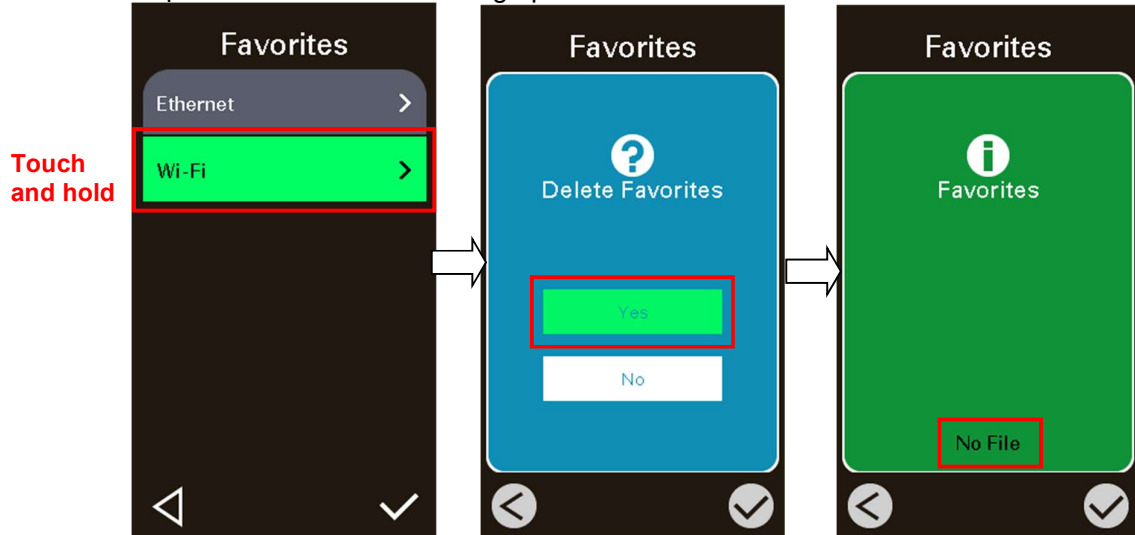 Touch
and hold
Favorites
Ethernet
Wi-Fi
Favorites
Delete Favorites
Yes
No
Favorites
Favorites
No File